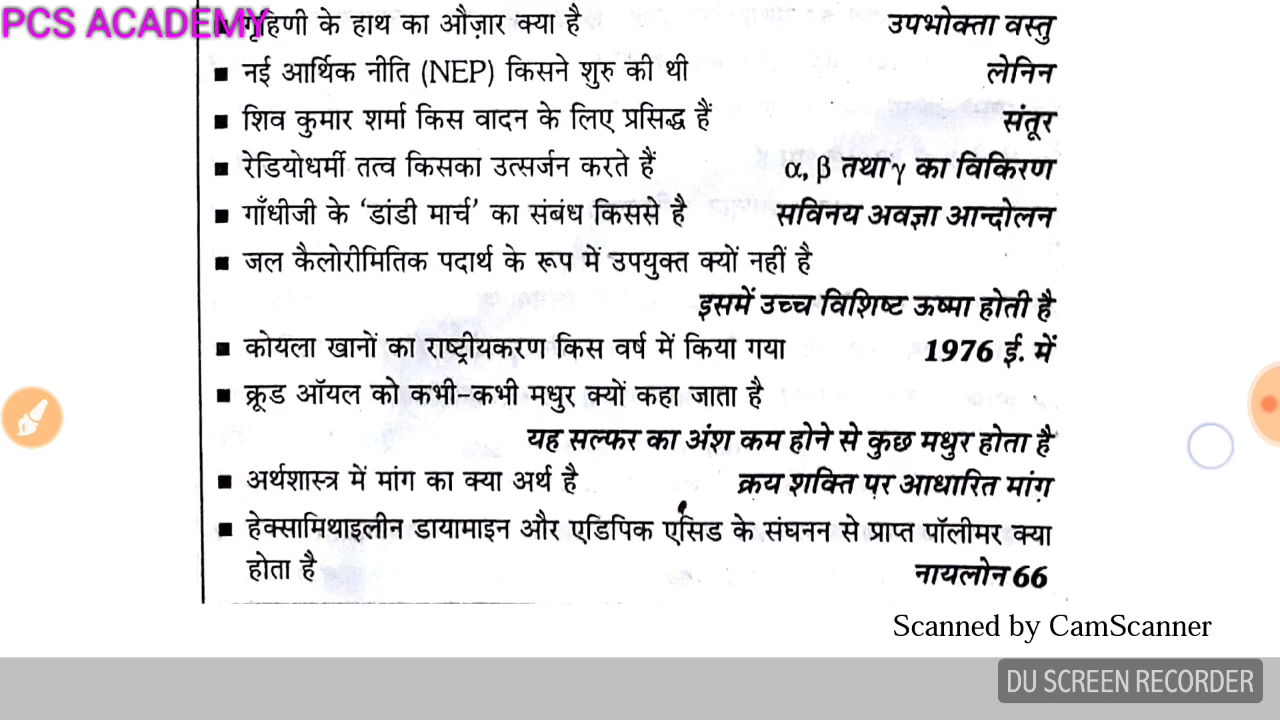 PCS ACADEMY
■ गृहिणी के हाथ का औज़ार क्या है उपभोक्ता वस्तु
■ नई आर्थिक नीति (NEP) किसने शुरु की थी लेनिन
■ शिव कुमार शर्मा किस वादन के लिए प्रसिद्ध हैं संतूर
■ रेडियोधर्मी तत्व किसका उत्सर्जन करते हैं α, β तथा γ का विकिरण
■ गाँधीजी के ‘डांडी मार्च’ का संबंध किससे है सविनय अवज्ञा आन्दोलन
■ जल कैलोरीमितिक पदार्थ के रूप में उपयुक्त क्यों नहीं है
इसमें उच्च विशिष्ट ऊष्मा होती है
■ कोयला खानों का राष्ट्रीयकरण किस वर्ष में किया गया 1976 ई. में
■ क्रूड ऑयल को कभी-कभी मधुर क्यों कहा जाता है
यह सल्फर का अंश कम होने से कुछ मधुर होता है
■ अर्थशास्त्र में मांग का क्या अर्थ है क्रय शक्ति पर आधारित मांग
■ हेक्सामिथाइलीन डायामाइन और एडिपिक एसिड के संघनन से प्राप्त पॉलीमर क्या
होता है नायलोन 66
Scanned by CamScanner
DU SCREEN RECORDER